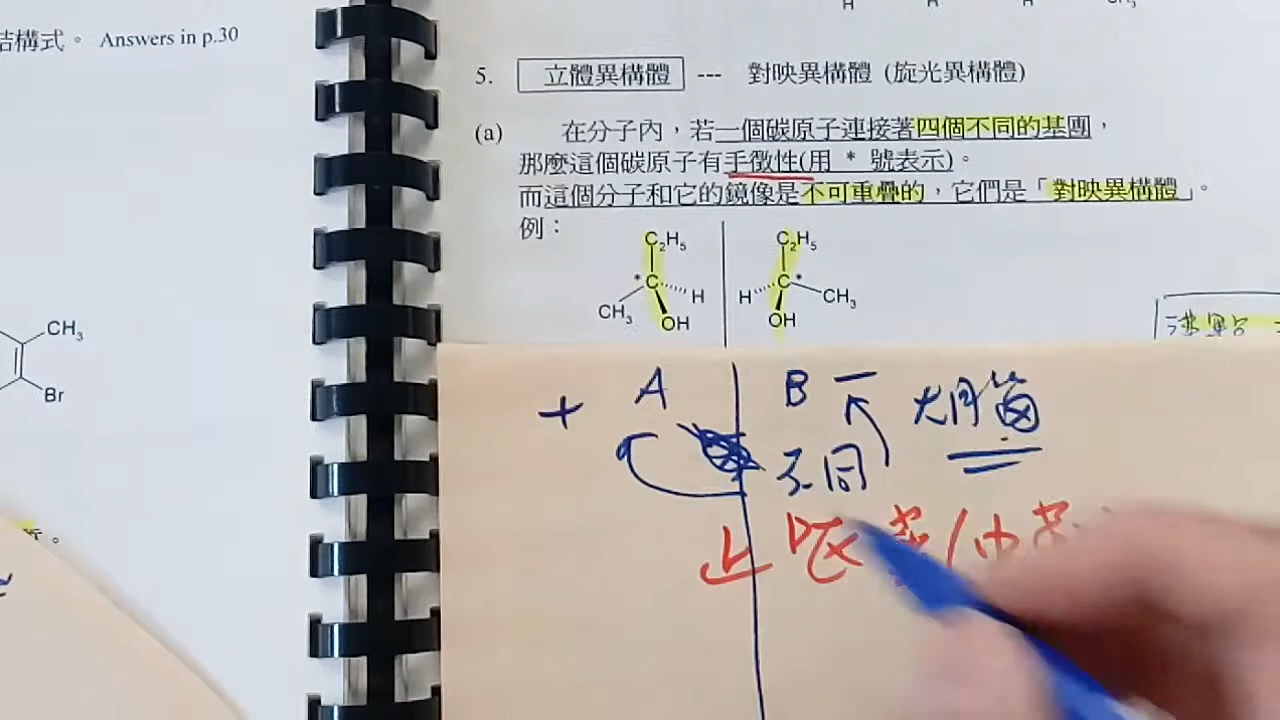 結構式。 Answers in p.30
H H H CH3
5. 立體異構體 --- 對映異構體 (旋光異構體)
(a) 在分子內，若一個碳原子連接著四個不同的基團，
那麼這個碳原子有手徵性(用 * 號表示)。
而這個分子和它的鏡像是不可重疊的，它們是「對映異構體」。
例：
C2H5 C2H5
* C H H C *
CH3 OH OH CH3
CH3
Br
+ A B −
不同
止咳